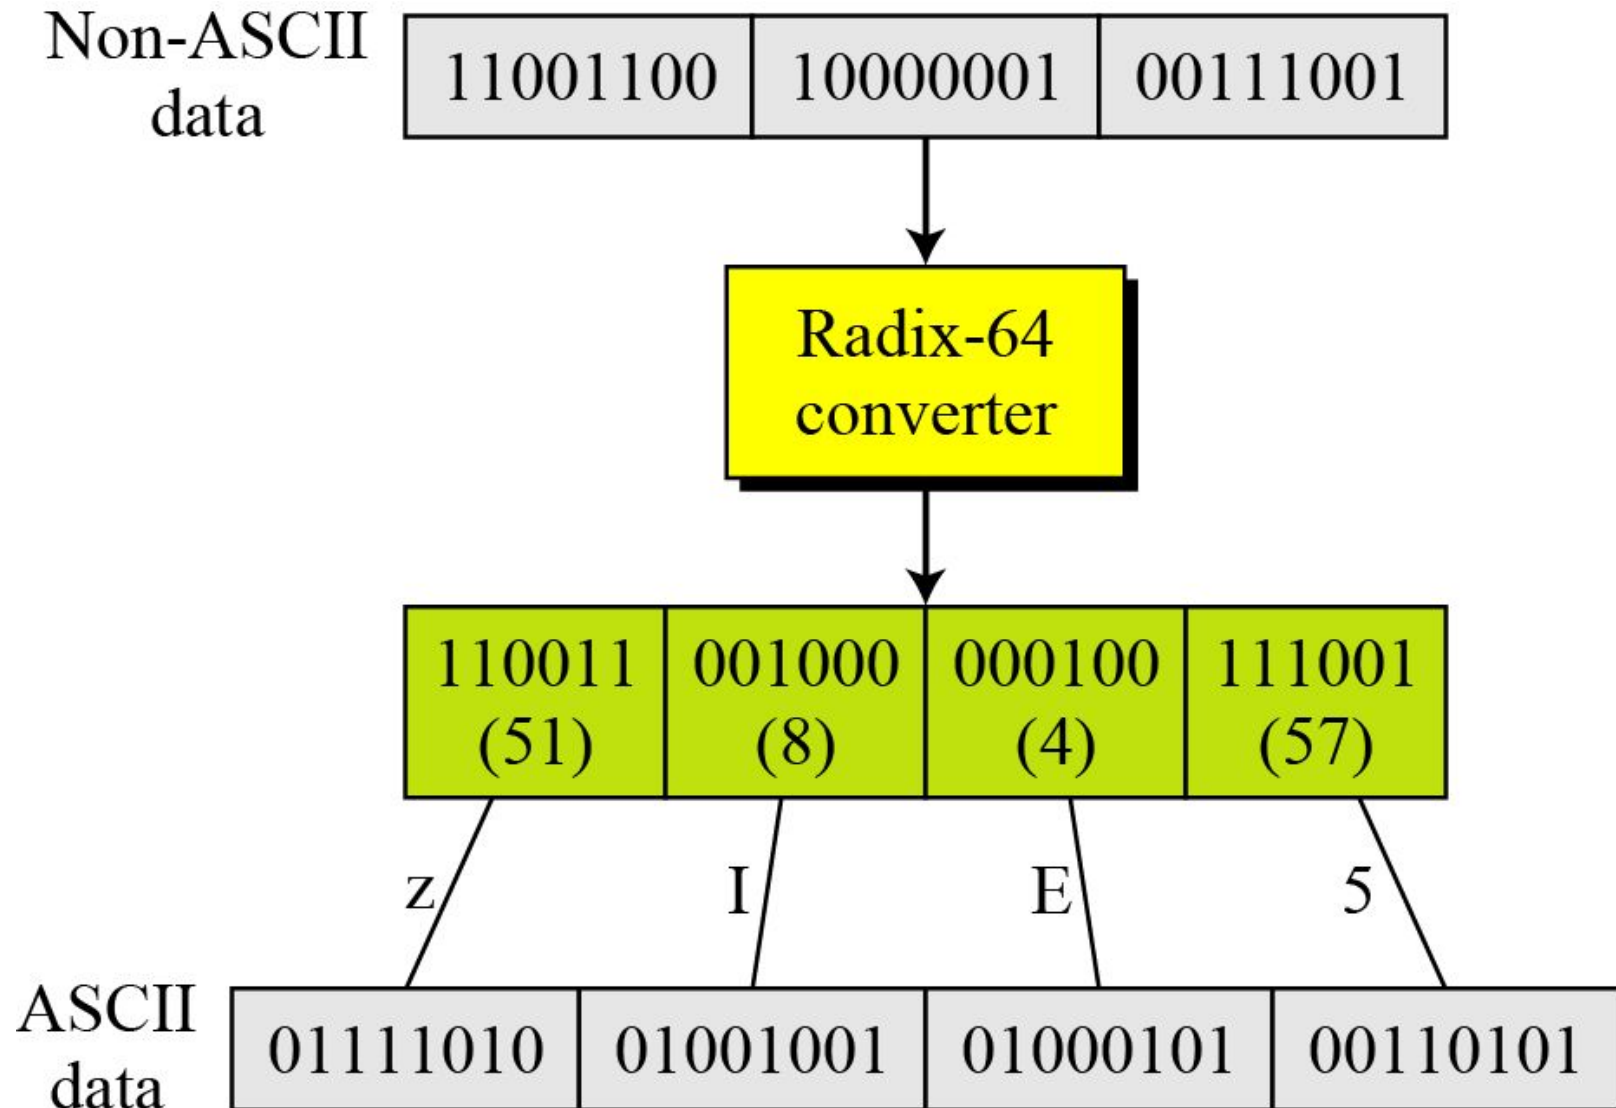 Non-ASCII
data
11001100 10000001 00111001
Radix-64
converter
110011 001000 000100 111001
(51) (8) (4) (57)
z I E 5
ASCII
data
01111010 01001001 01000101 00110101